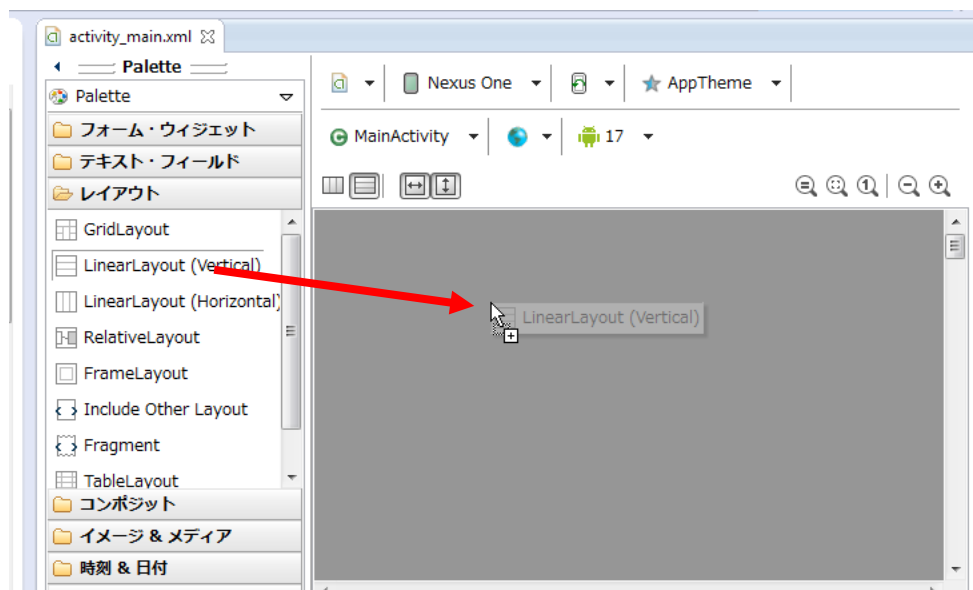 activity_main.xml
Palette
Palette
フォーム・ウィジェット
テキスト・フィールド
レイアウト
GridLayout
LinearLayout (Vertical)
LinearLayout (Horizontal)
RelativeLayout
FrameLayout
Include Other Layout
Fragment
TableLayout
コンポジット
イメージ & メディア
時刻 & 日付
Nexus One
AppTheme
MainActivity
17
LinearLayout (Vertical)